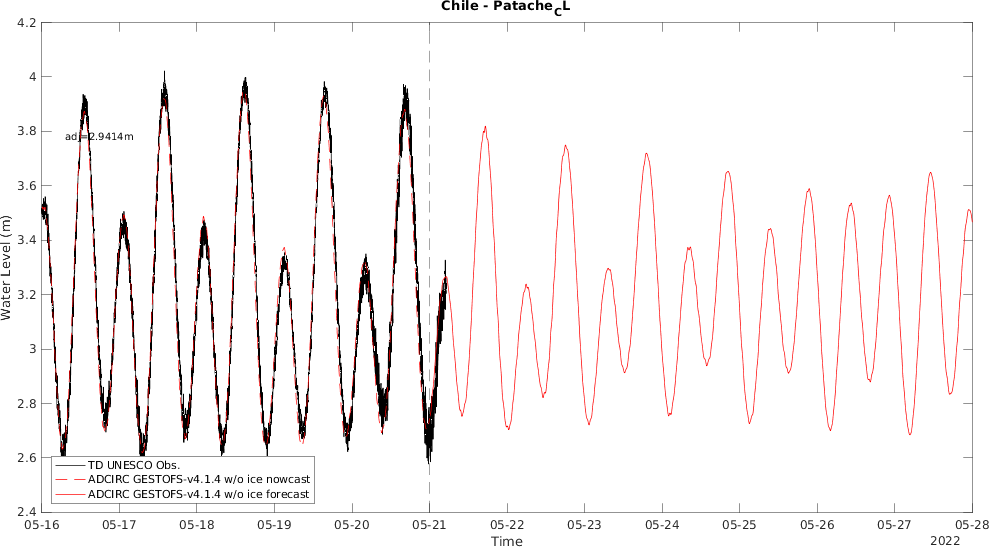 Chile - Patache_CL
4.2
4
3.8
3.6
3.4
3.2
3
2.8
2.6
2.4
Water Level (m)
adj=2.9414m
TD UNESCO Obs.
ADCIRC GESTOFS-v4.1.4 w/o ice nowcast
ADCIRC GESTOFS-v4.1.4 w/o ice forecast
05-16 05-17 05-18 05-19 05-20 05-21 05-22 05-23 05-24 05-25 05-26 05-27 05-28
Time
2022